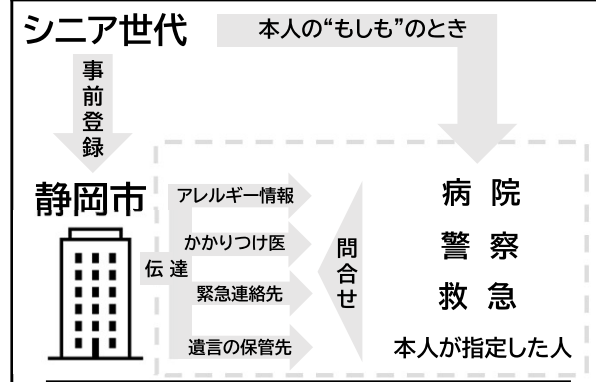 シニア世代
本人の“もしも”のとき
事前登録
静岡市
伝達
アレルギー情報
かかりつけ医
緊急連絡先
遺言の保管先
問合せ
病院
警察
救急
本人が指定した人